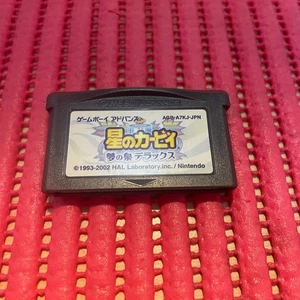 ゲームボーイ アドバンス AGB-A7KJ-JPN
星のカービィ
夢の泉デラックス
©1993-2002 HAL Laboratory,Inc. / Nintendo